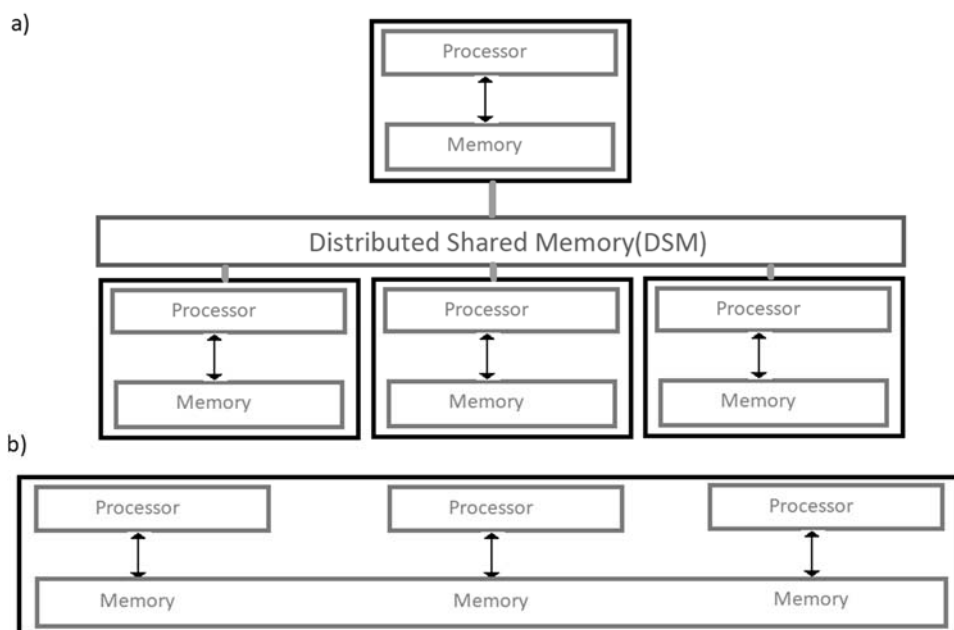 a)
Processor
Memory
Distributed Shared Memory(DSM)
Processor Processor Processor
Memory Memory Memory
b)
Processor Processor Processor
Memory Memory Memory